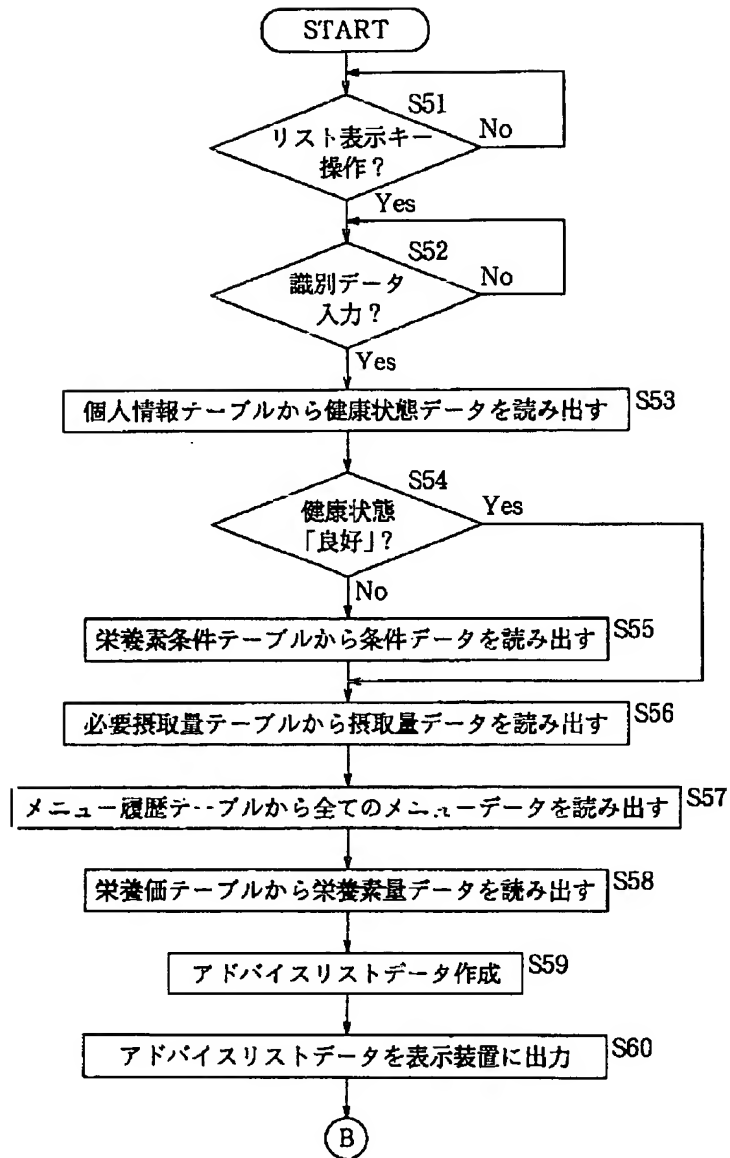 START
S51
リスト表示キー
操作?
No
Yes
S52
識別データ
入力?
No
Yes
個人情報テーブルから健康状態データを読み出す
S53
S54
健康状態
「良好」?
Yes
No
栄養素条件テーブルから条件データを読み出す
S55
必要摂取量テーブルから摂取量データを読み出す
S56
メニュー履歴テーブルから全てのメニューデータを読み出す
S57
栄養価テーブルから栄養素量データを読み出す
S58
アドバイスリストデータ作成
S59
アドバイスリストデータを表示装置に出力
S60
B